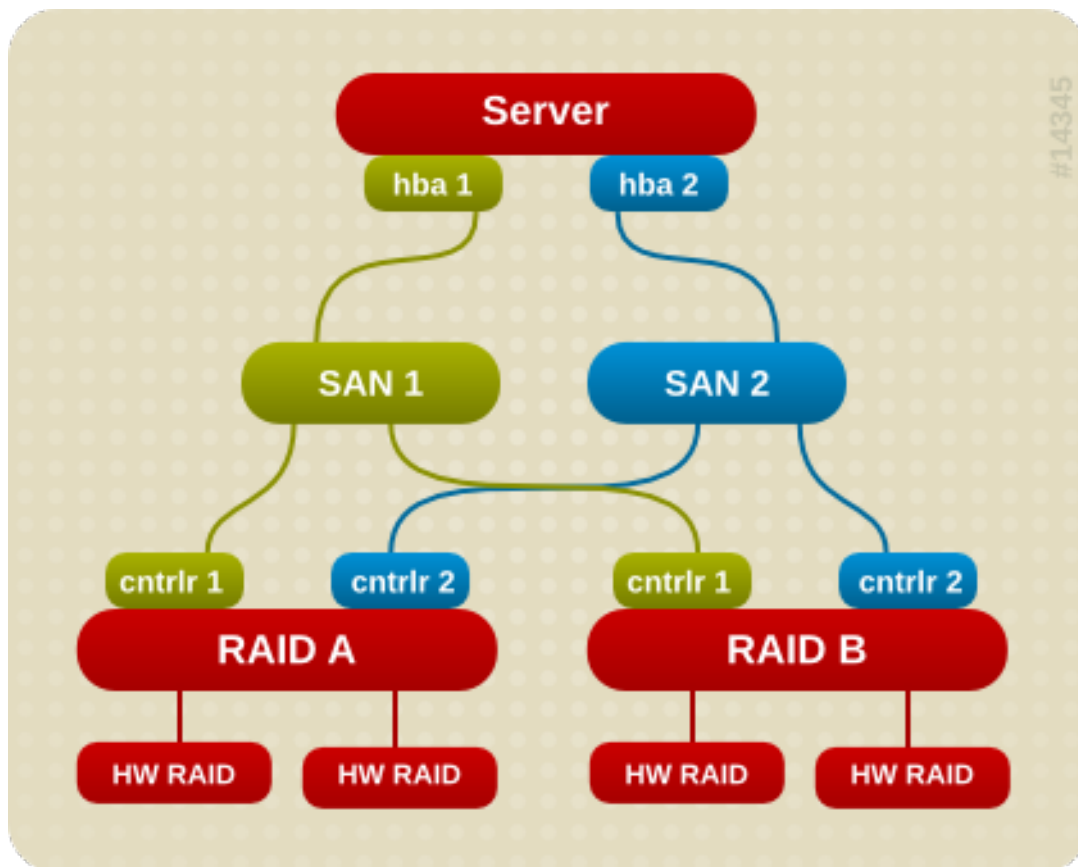 Server
#14345
hba 1
hba 2
SAN 1
SAN 2
cntrlr 1
cntrlr 2
cntrlr 1
cntrlr 2
RAID A
RAID B
HW RAID
HW RAID
HW RAID
HW RAID